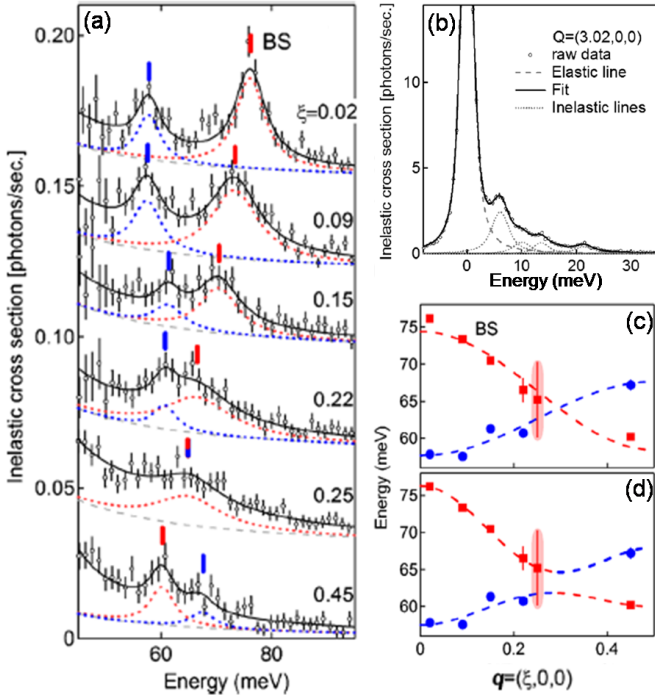 (a)
BS
ξ=0.02
0.09
0.15
0.22
0.25
0.45
0.20
0.15
0.10
0.05
0
60
80
Energy (meV)
Inelastic cross section [photons/sec.]
(b)
Q=(3.02,0,0)
raw data
Elastic line
Fit
Inelastic lines
10
5
0
0
10
20
30
Energy (meV)
Inelastic cross section [photons/sec.]
(c)
BS
75
70
65
60
(d)
75
70
65
60
0
0.2
0.4
Energy (meV)
q=(ξ,0,0)